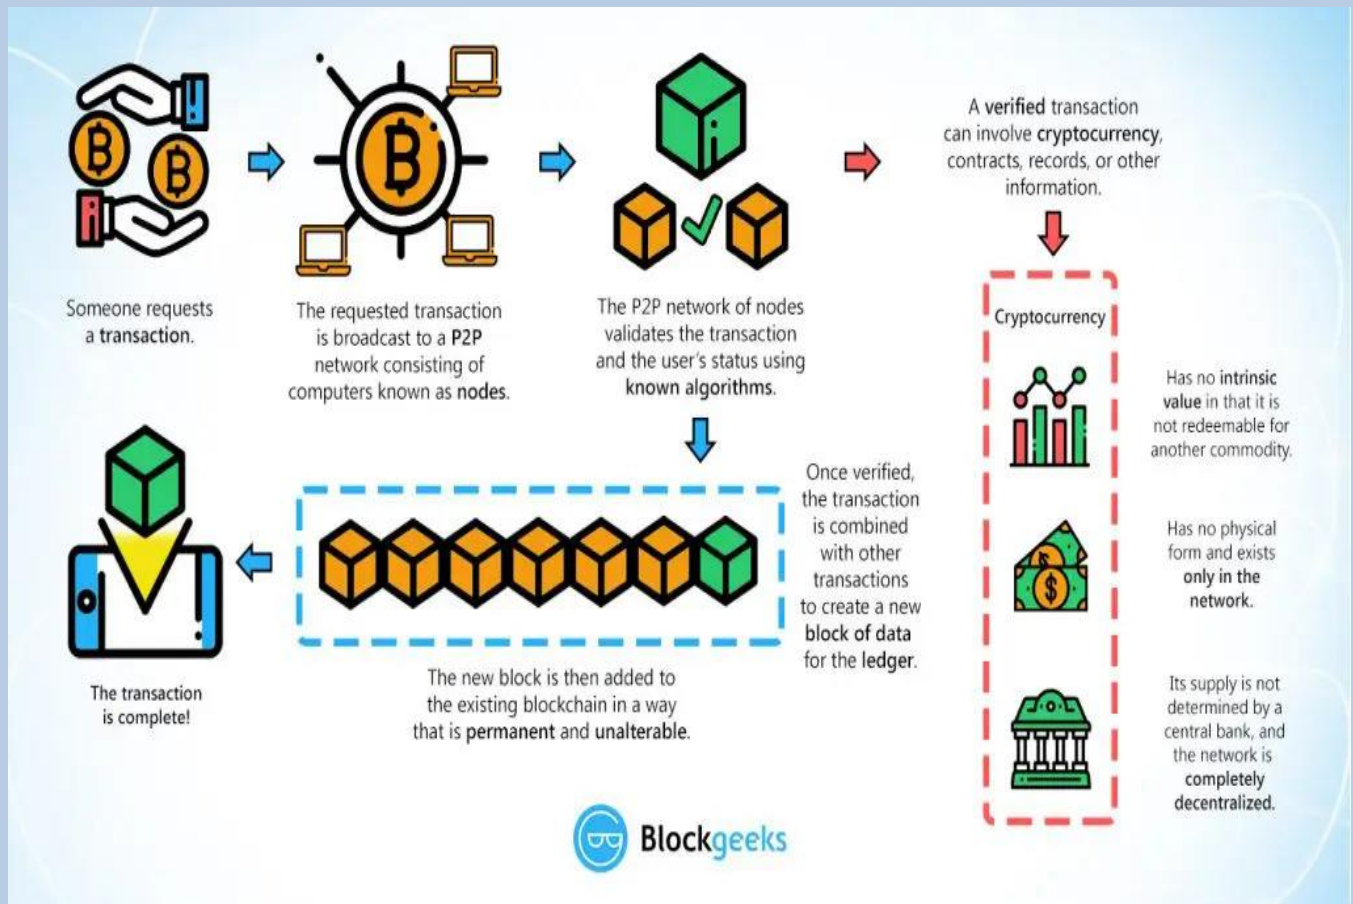 Someone requests
a transaction.
The requested transaction
is broadcast to a P2P
network consisting of
computers known as nodes.
The P2P network of nodes
validates the transaction
and the user's status using
known algorithms.
A verified transaction
can involve cryptocurrency,
contracts, records, or other
information.
Cryptocurrency
Has no intrinsic
value in that it is
not redeemable for
another commodity.
Has no physical
form and exists
only in the
network.
Its supply is not
determined by a
central bank, and
the network is
completely
decentralized.
Once verified,
the transaction
is combined
with other
transactions
to create a new
block of data
for the ledger.
The new block is then added to
the existing blockchain in a way
that is permanent and unalterable.
The transaction
is complete!
Blockgeeks